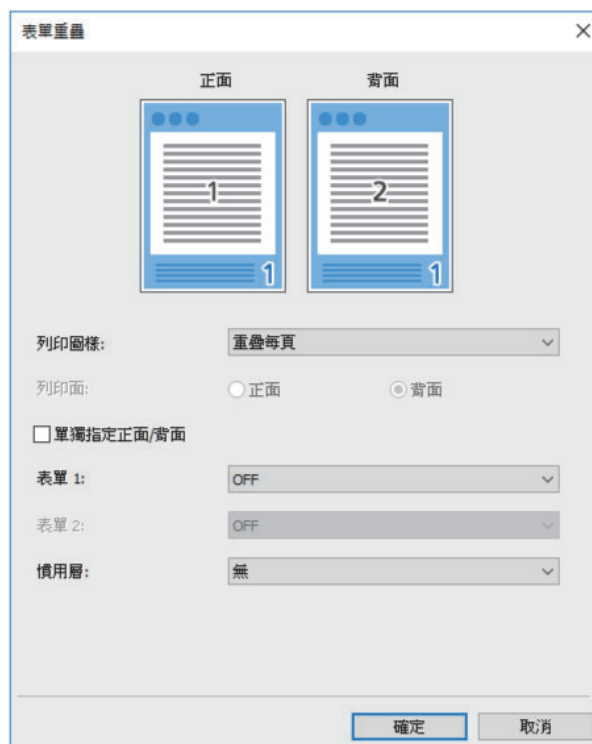 表單重疊
正面 背面
1 2
1 1
列印圖樣: 重疊每頁
列印面: 正面 背面
單獨指定正面/背面
表單 1: OFF
表單 2: OFF
慣用層: 無
確定 取消